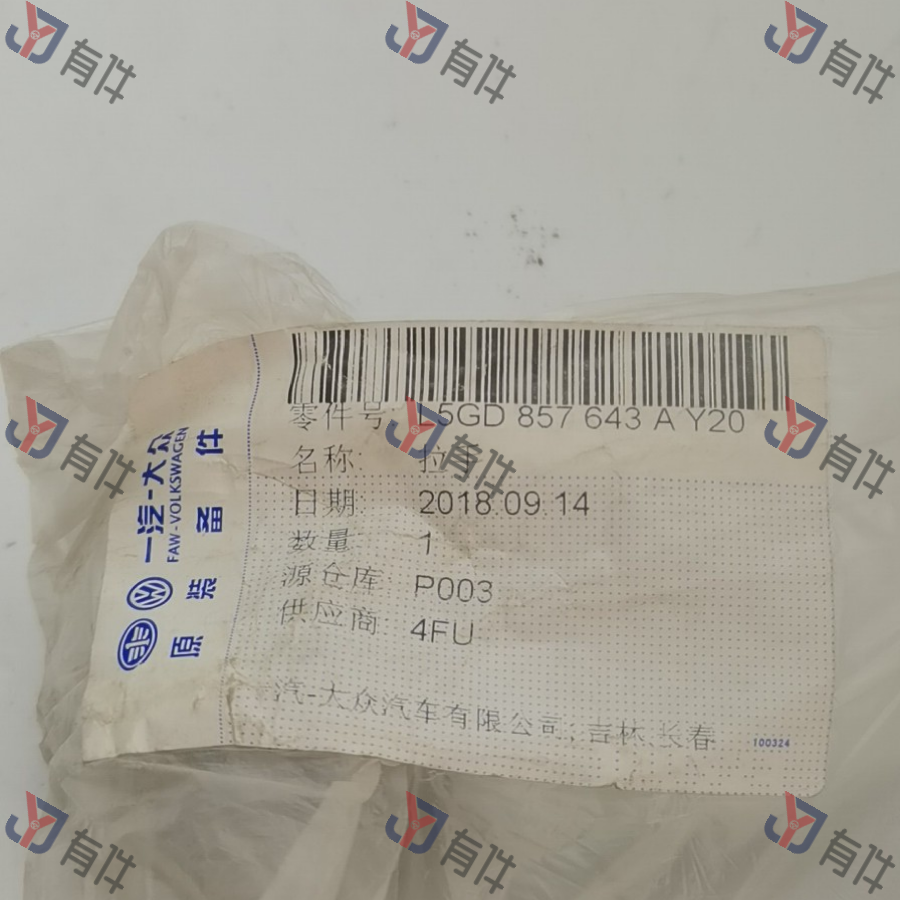 有件
有件
有件
零件号: L5GD 857 643 A Y20
名称: 拉手
日期: 2018.09.14
数量: 1
源仓库: P003
供应商: 4FU
汽-大众汽车有限公司; 吉林.长春
100324
一汽-大众
FAW-VOLKSWAGEN
原装备件
有件
有件
有件
有件
有件
有件